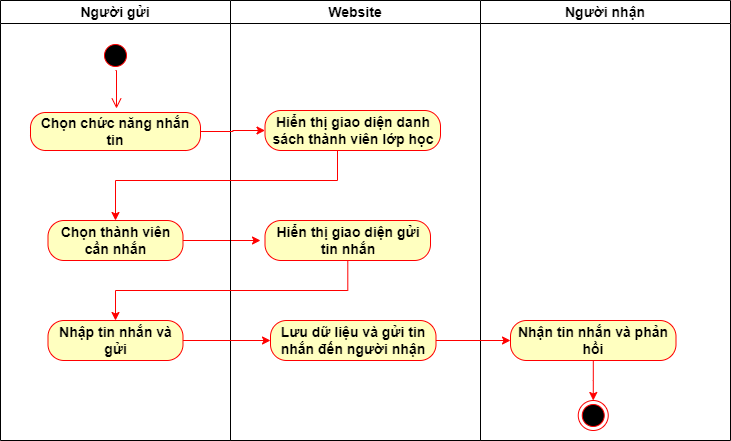 Người gửi
Website
Người nhận
Chọn chức năng nhắn
tin
Hiển thị giao diện danh
sách thành viên lớp học
Chọn thành viên
cần nhắn
Hiển thị giao diện gửi
tin nhắn
Nhập tin nhắn và
gửi
Lưu dữ liệu và gửi tin
nhắn đến người nhận
Nhận tin nhắn và phản
hồi